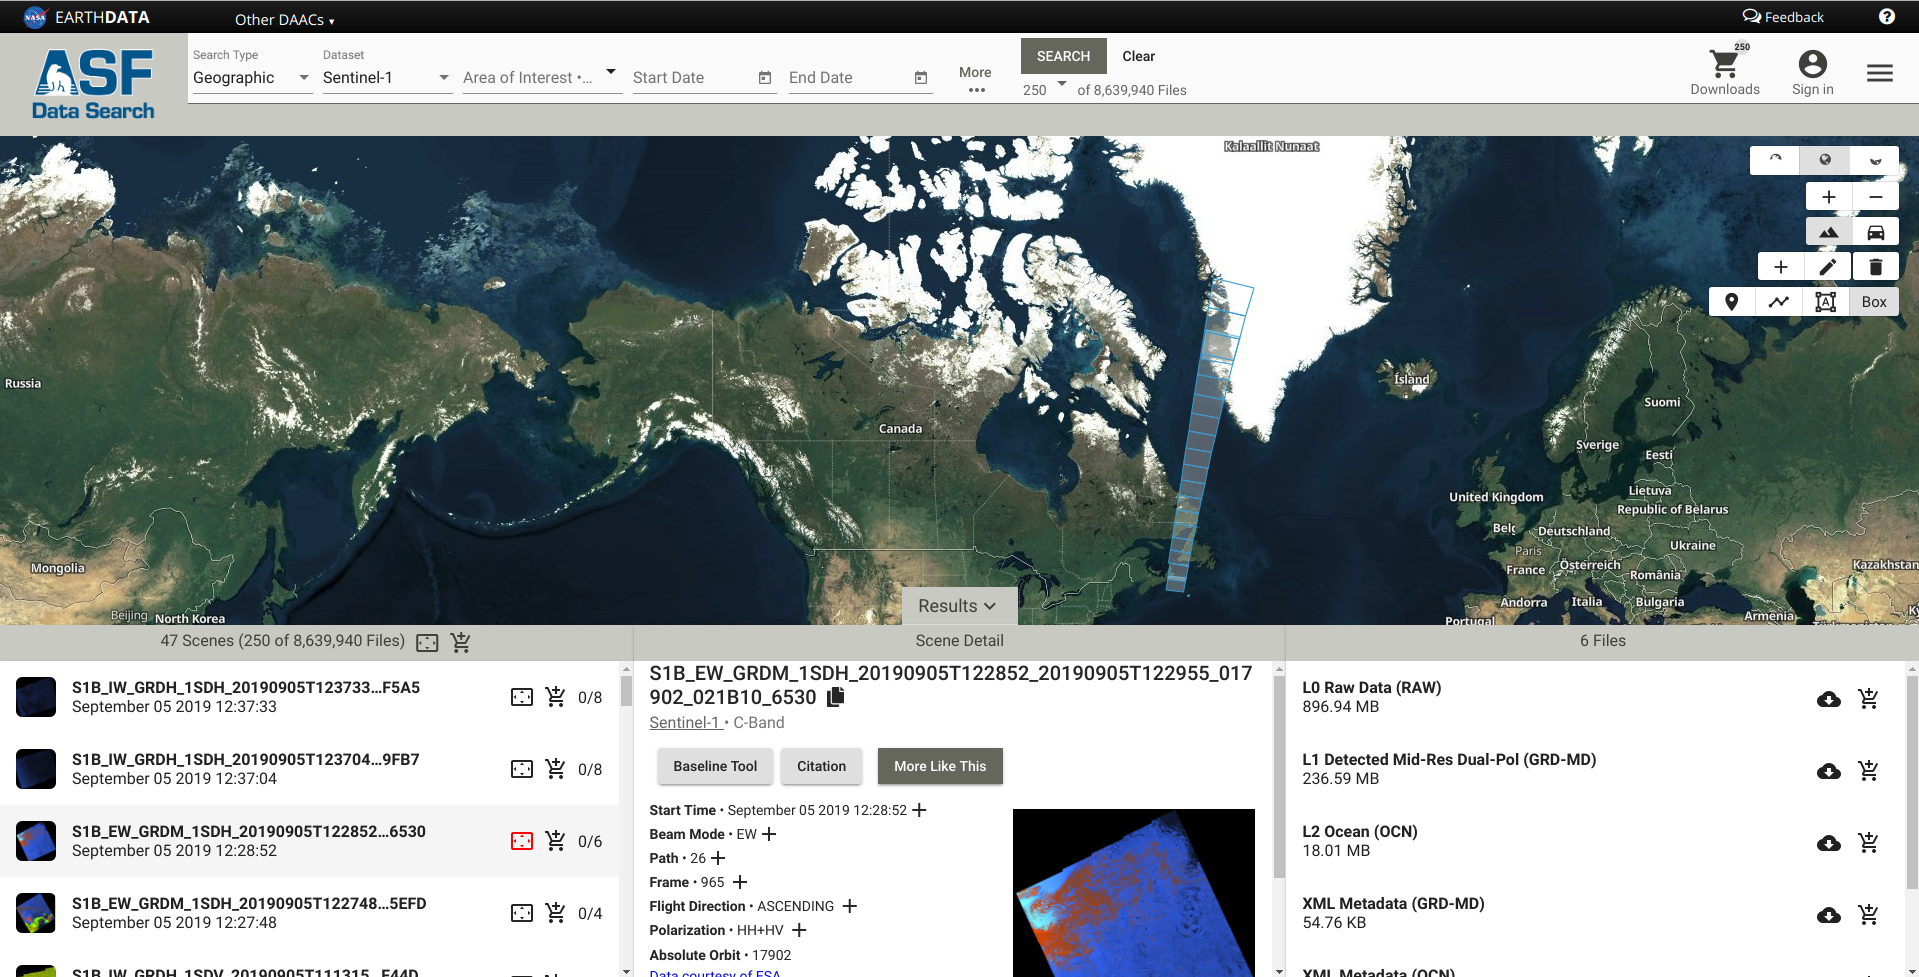 NASA EARTHDATA
Other DAACs ▾
Feedback
?
ASF
Data Search
Search Type
Geographic
Dataset
Sentinel-1
Area of Interest •...
Start Date
End Date
More
•••
SEARCH
Clear
250 of 8,639,940 Files
250
Downloads
Sign in
Kalaallit Nunaat
Box
Russia
Ísland
Suomi
Canada
Sverige
Eesti
United Kingdom
Lietuva
Republic of Belarus
Deutschland
Ukraine
Paris
France
Österreich
România
Mongolia
Kazakhstan
Andorra
Italia
Bulgaria
Beijing
North Korea
Portugal
Results
47 Scenes (250 of 8,639,940 Files)
Scene Detail
6 Files
S1B_IW_GRDH_1SDH_20190905T123733...F5A5
September 05 2019 12:37:33
0/8
S1B_IW_GRDH_1SDH_20190905T123704...9FB7
September 05 2019 12:37:04
0/8
S1B_EW_GRDM_1SDH_20190905T122852...6530
September 05 2019 12:28:52
0/6
S1B_EW_GRDM_1SDH_20190905T122748...5EFD
September 05 2019 12:27:48
0/4
S1B_IW_GRDH_1SDV_20190905T111315...E44D
S1B_EW_GRDM_1SDH_20190905T122852_20190905T122955_017
902_021B10_6530
Sentinel-1 • C-Band
Baseline Tool
Citation
More Like This
Start Time • September 05 2019 12:28:52
Beam Mode • EW
Path • 26
Frame • 965
Flight Direction • ASCENDING
Polarization • HH+HV
Absolute Orbit • 17902
Data courtesy of ESA
L0 Raw Data (RAW)
896.94 MB
L1 Detected Mid-Res Dual-Pol (GRD-MD)
236.59 MB
L2 Ocean (OCN)
18.01 MB
XML Metadata (GRD-MD)
54.76 KB
XML Metadata (OCN)